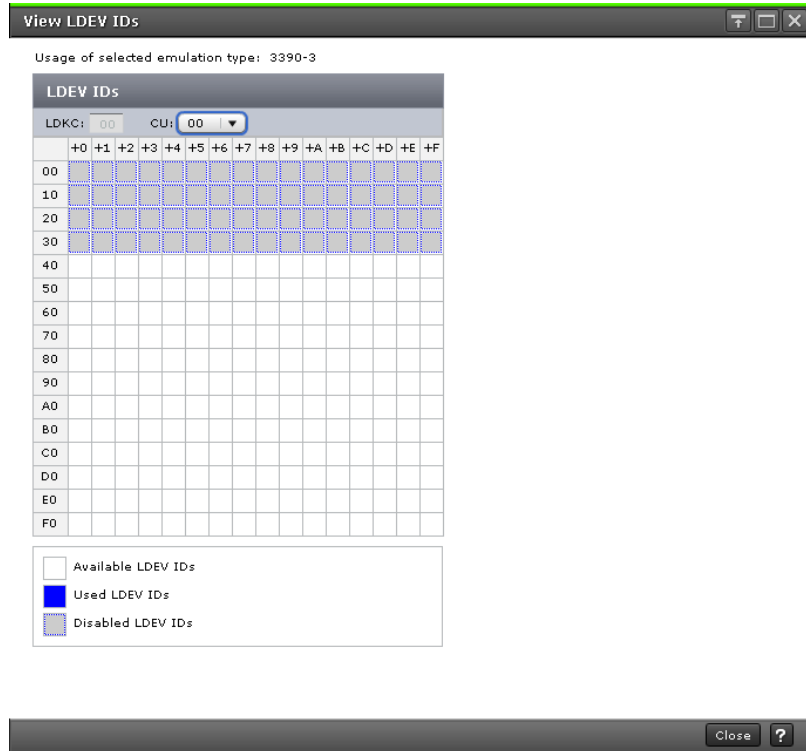 View LDEV IDs
Usage of selected emulation type: 3390-3
LDEV IDs
LDKC: 00 CU: 00
+0 +1 +2 +3 +4 +5 +6 +7 +8 +9 +A +B +C +D +E +F
00
10
20
30
40
50
60
70
80
90
A0
B0
C0
D0
E0
F0
Available LDEV IDs
Used LDEV IDs
Disabled LDEV IDs
Close ?